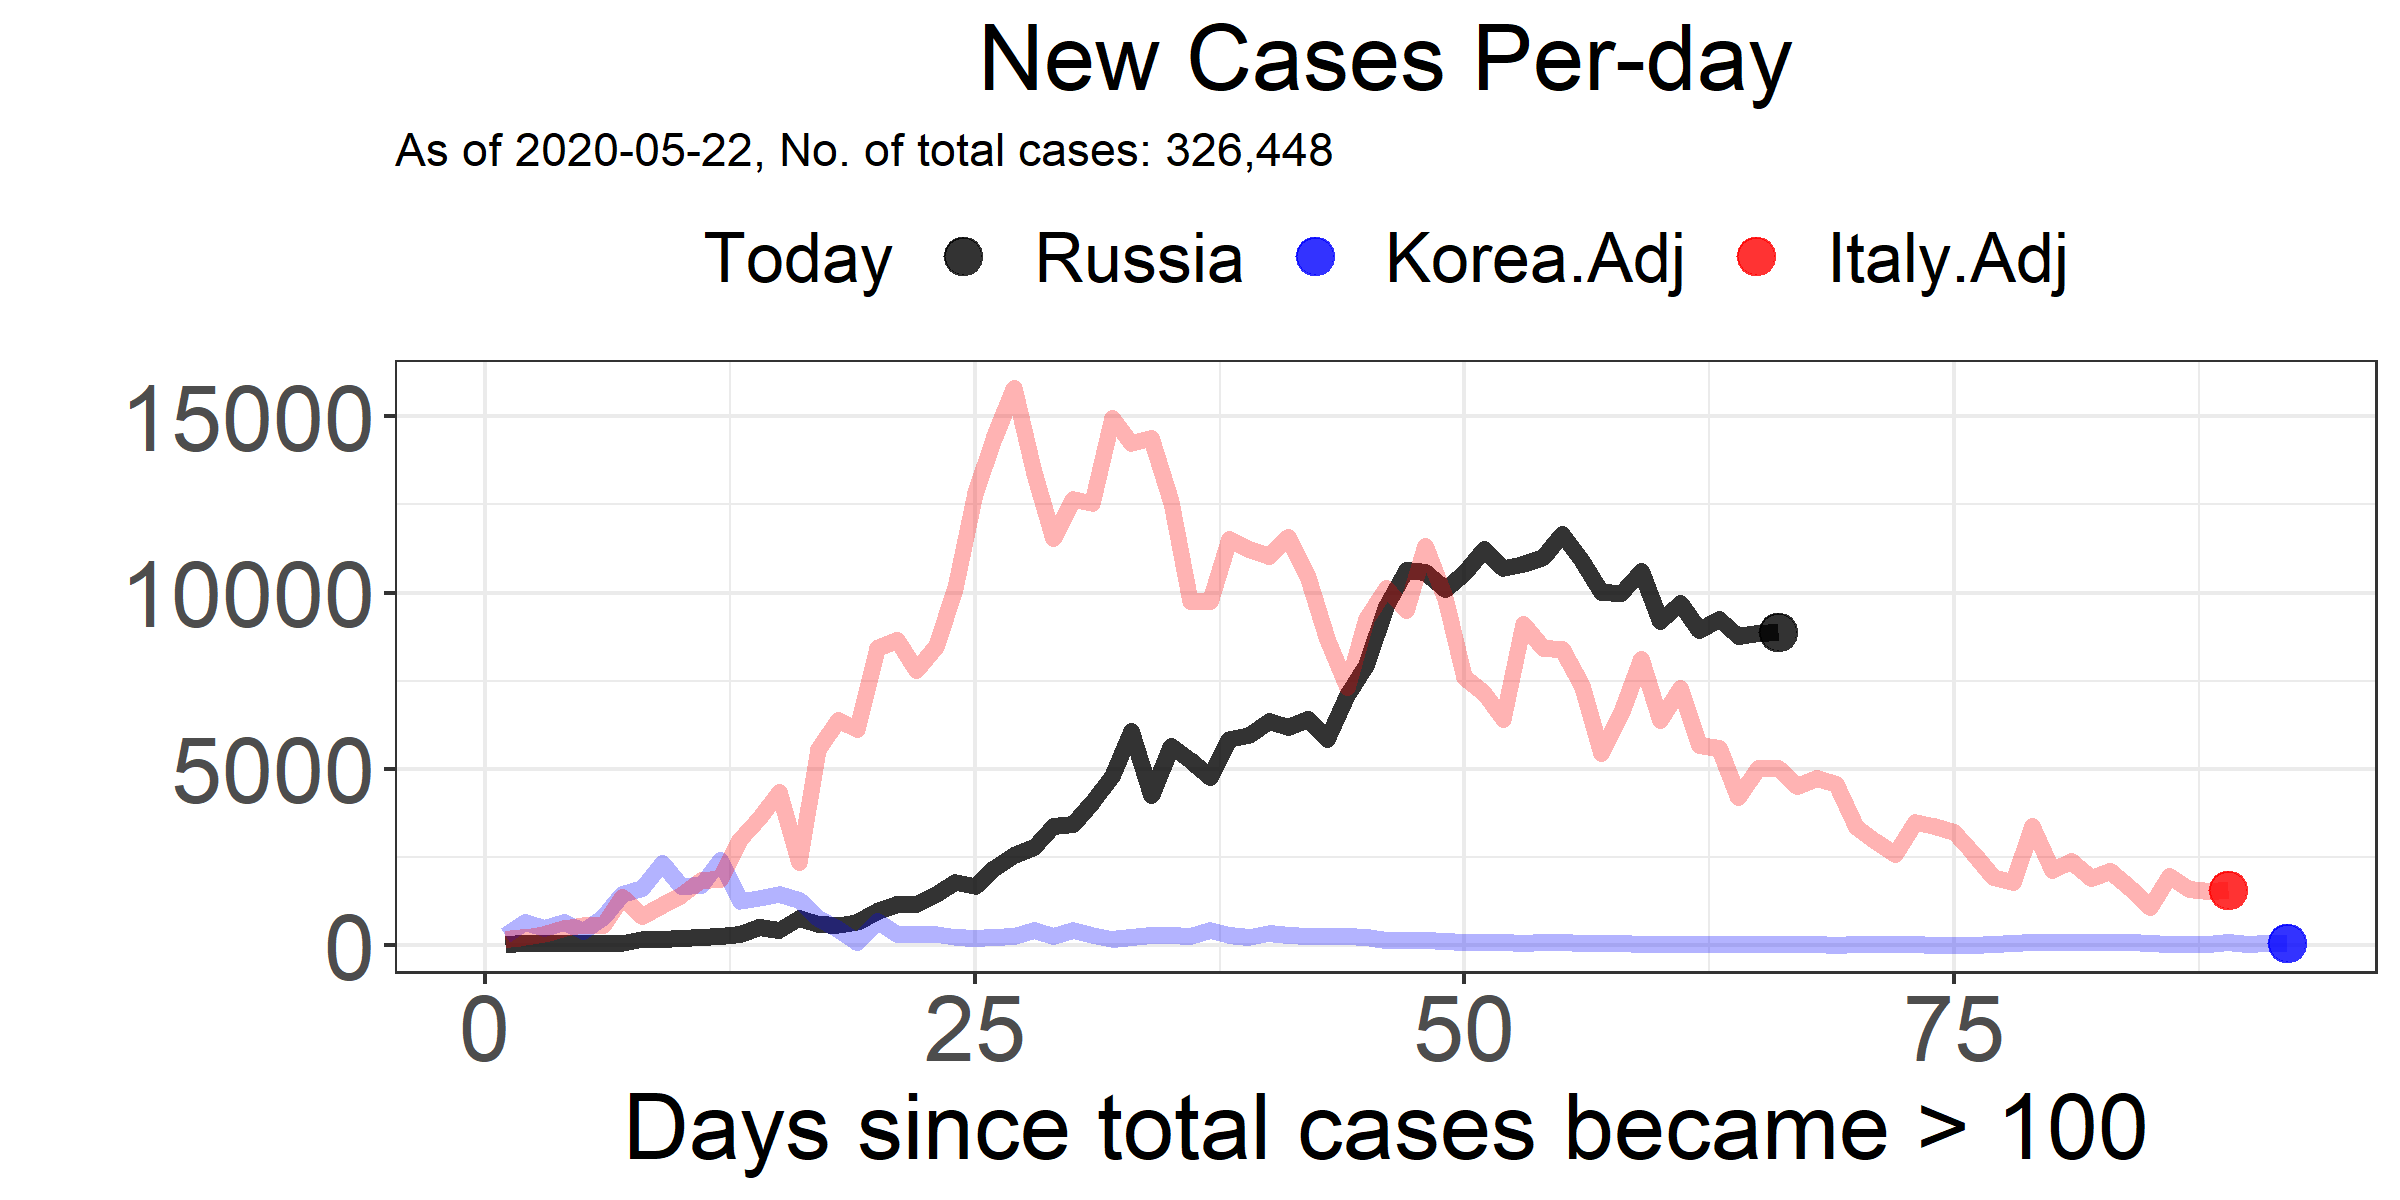 New Cases Per-day
As of 2020-05-22, No. of total cases: 326,448
Today Russia Korea.Adj Italy.Adj
15000
10000
5000
0
0 25 50 75
Days since total cases became > 100